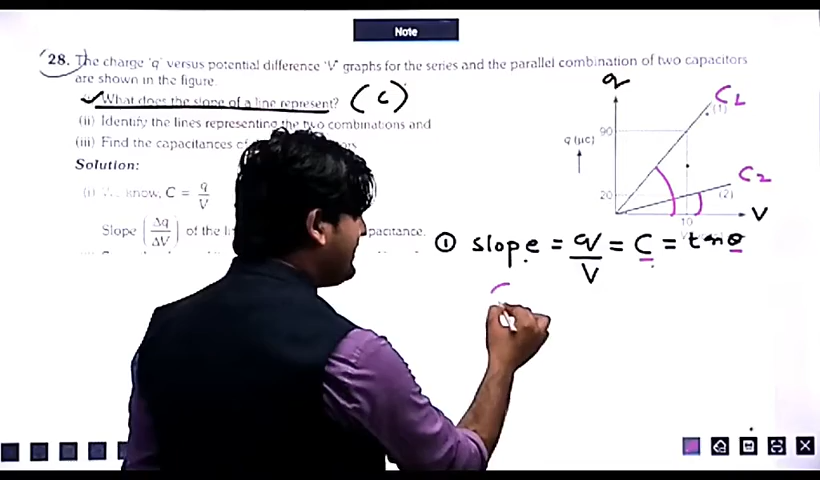 Note
28. The charge 'q' versus potential difference 'V' graphs for the series and the parallel combination of two capacitors
are shown in the figure.
What does the slope of a line represent? (C)
(ii) Identify the lines representing the two combinations and
(iii) Find the capacitances of
Solution:
(i) know, C = q/V
Slope (Δq/ΔV) of the
q
C1
(1)
90
q (μC)
C2
20
(2)
10
V
① slope = q/V = C = tanθ